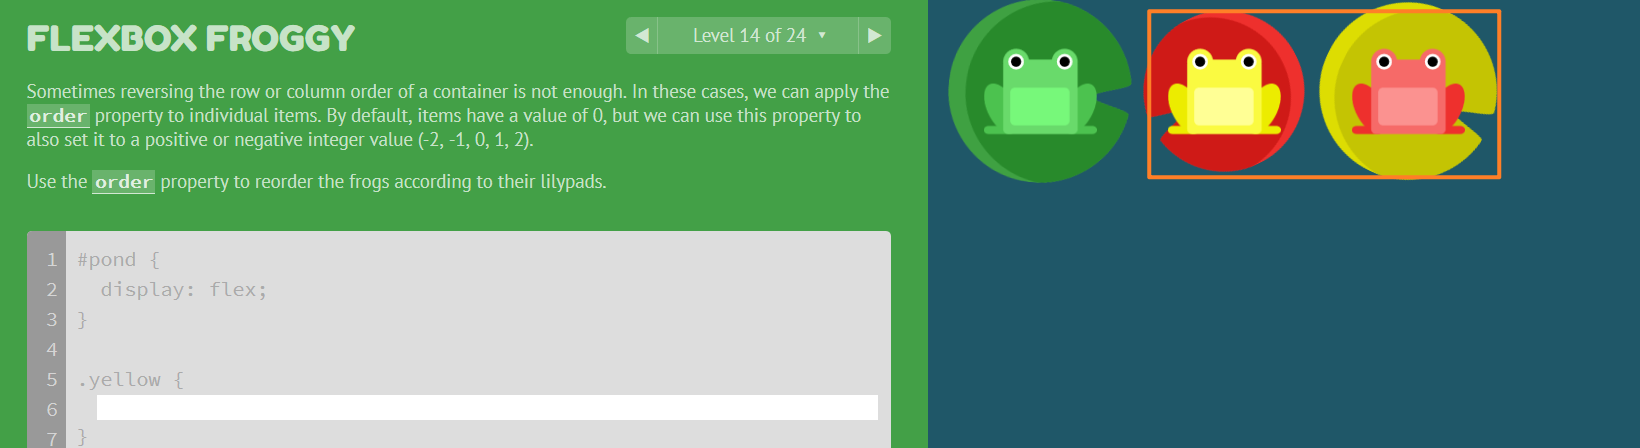 FLEXBOX FROGGY
◀ Level 14 of 24 ▼ ▶
Sometimes reversing the row or column order of a container is not enough. In these cases, we can apply the
order property to individual items. By default, items have a value of 0, but we can use this property to
also set it to a positive or negative integer value (-2, -1, 0, 1, 2).
Use the order property to reorder the frogs according to their lilypads.
1 #pond {
2 display: flex;
3 }
4
5 .yellow {
6
7 }